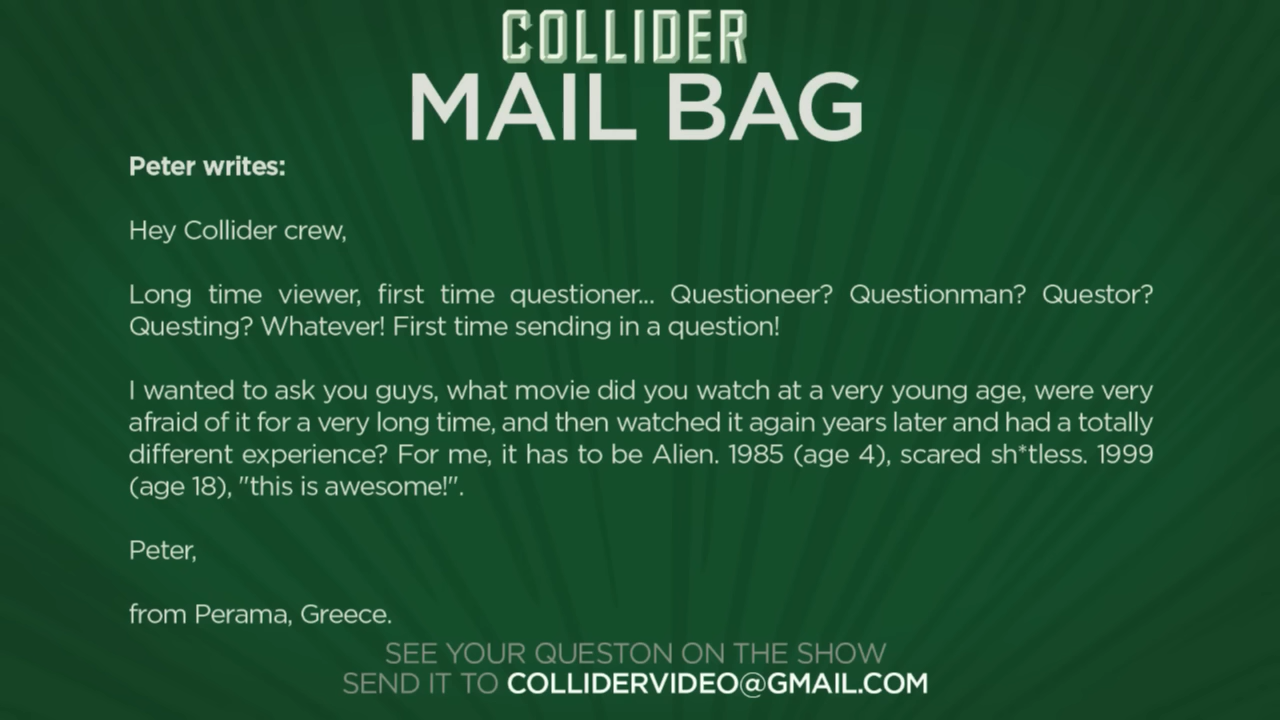 COLLIDER
MAIL BAG
Peter writes:
Hey Collider crew,
Long time viewer, first time questioner... Questioneer? Questionman? Questor?
Questing? Whatever! First time sending in a question!
I wanted to ask you guys, what movie did you watch at a very young age, were very
afraid of it for a very long time, and then watched it again years later and had a totally
different experience? For me, it has to be Alien. 1985 (age 4), scared sh*tless. 1999
(age 18), "this is awesome!".
Peter,
from Perama, Greece.
SEE YOUR QUESTON ON THE SHOW
SEND IT TO COLLIDERVIDEO@GMAIL.COM